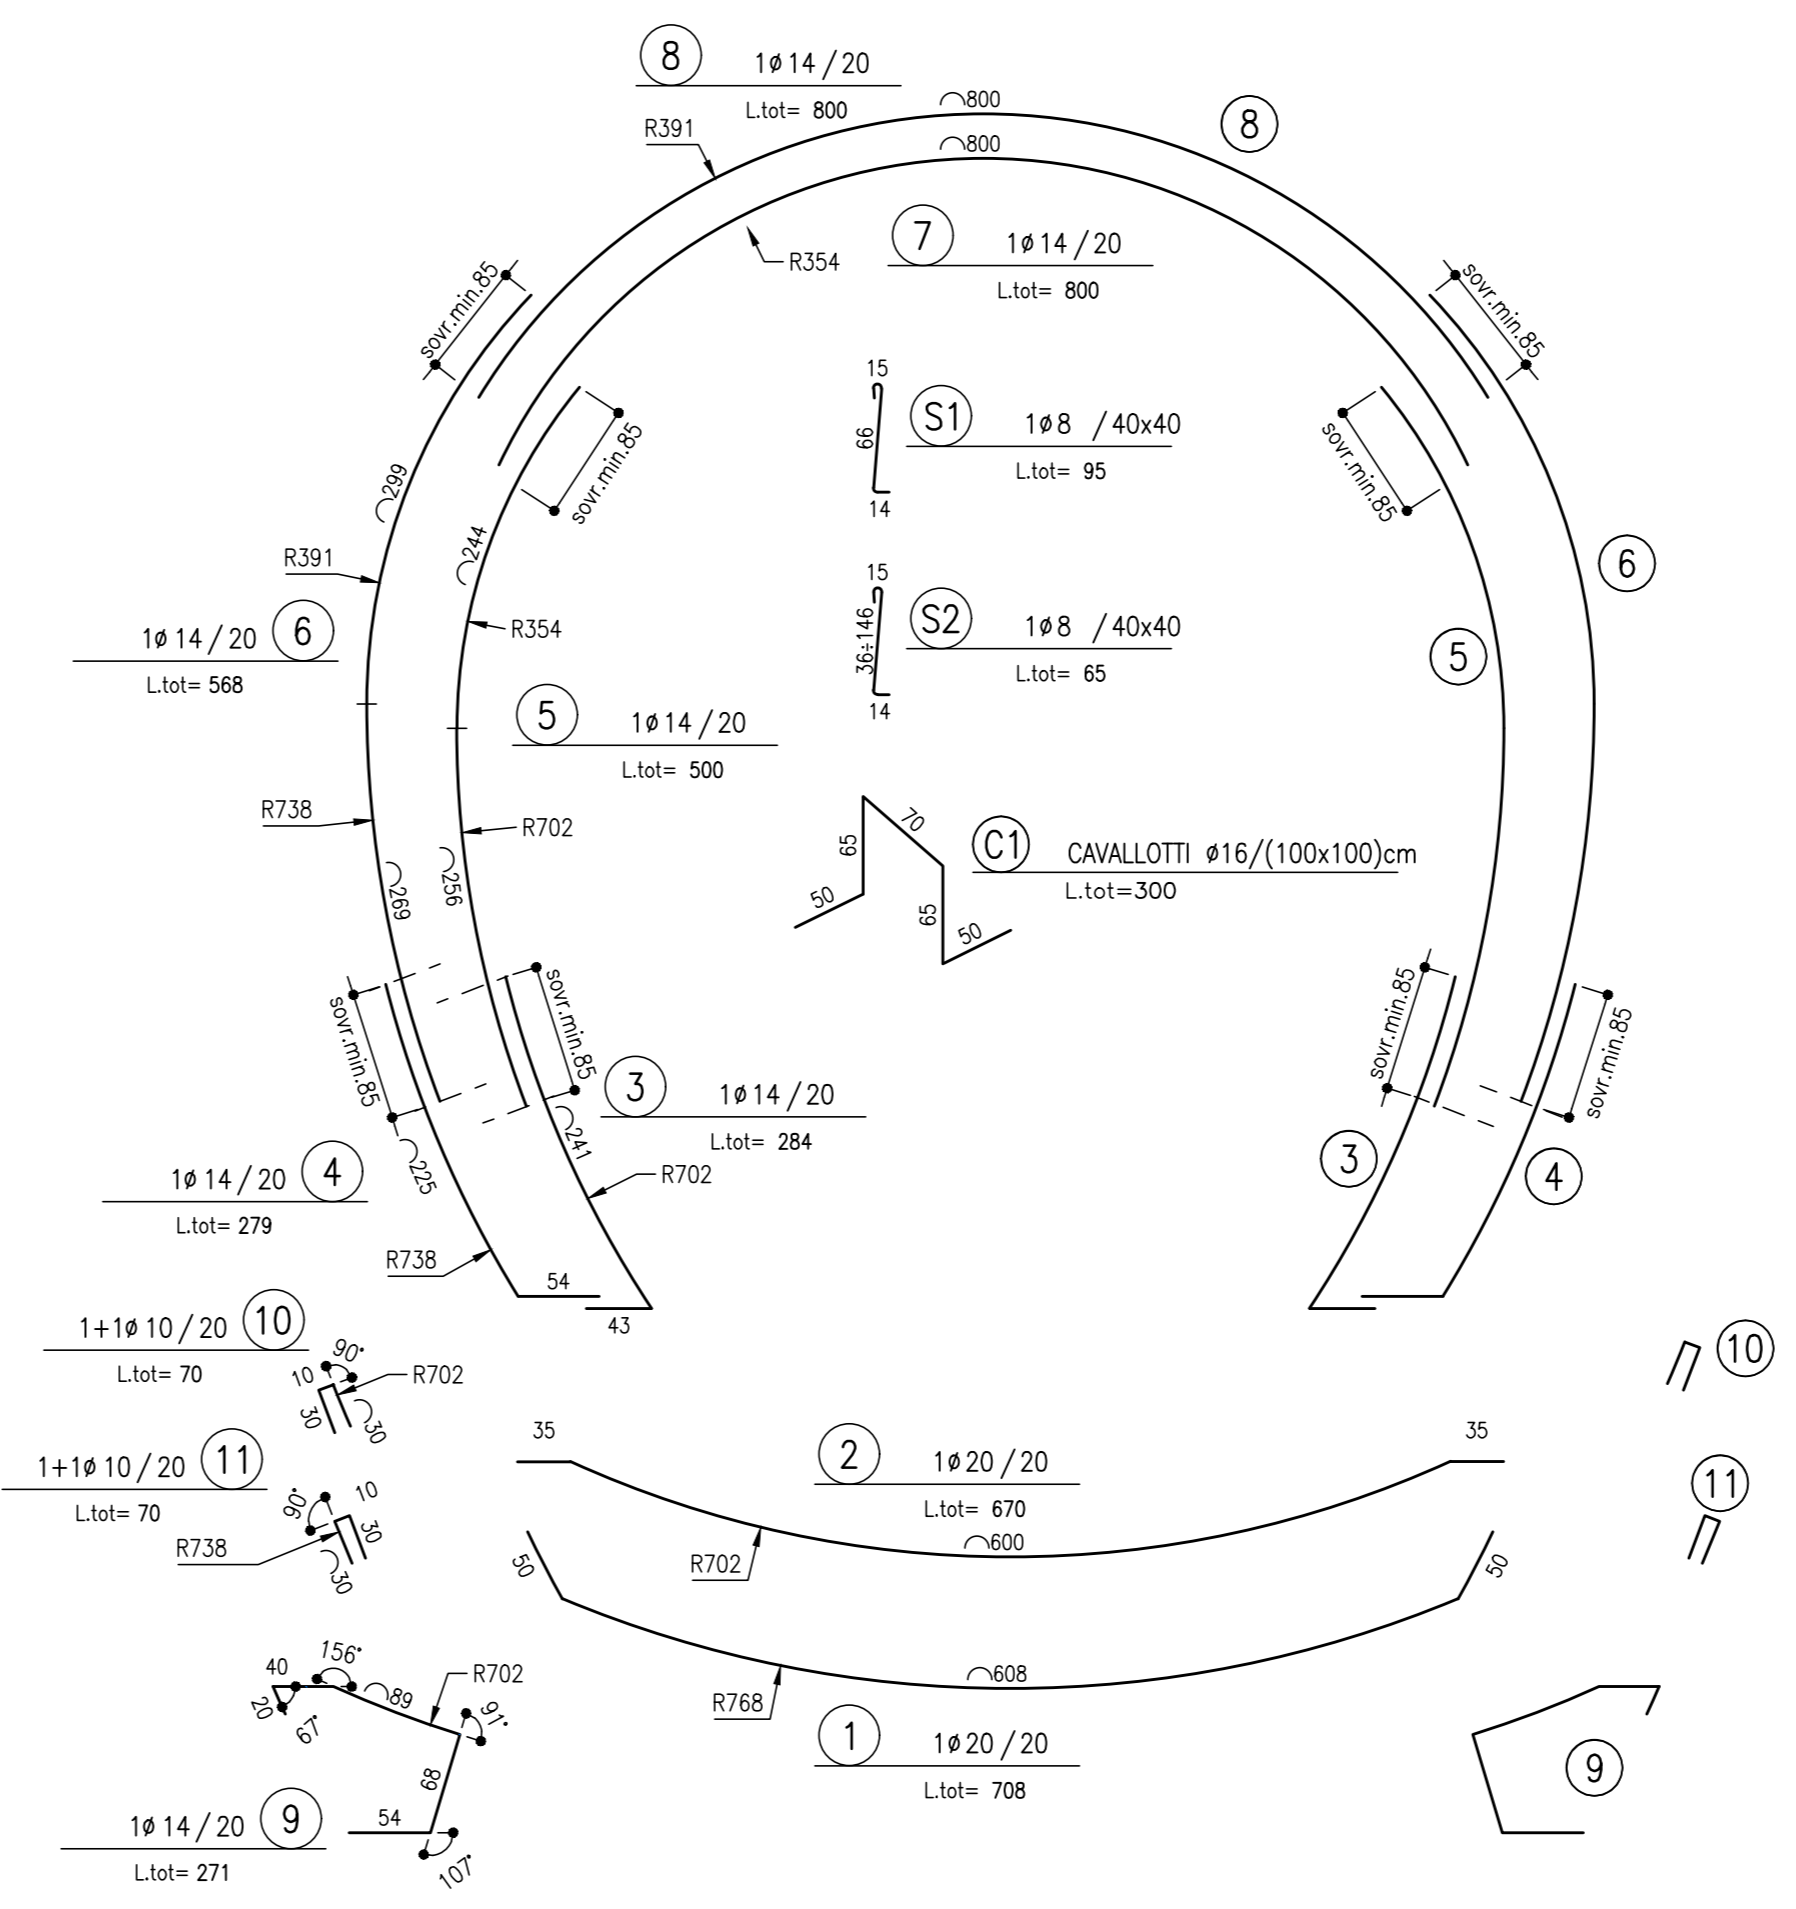 8 1ø14/20
L.tot= 800
R391
800
8
800
7 1ø14/20
L.tot= 800
R354
sovr.min.85
sovr.min.85
sovr.min.85
sovr.min.85
15
66
14
S1 1ø8 /40x40
L.tot= 95
299
244
R391
R354
6
1ø14/20 6
L.tot= 568
15
36÷146
14
S2 1ø8 /40x40
L.tot= 65
5
5 1ø14/20
L.tot= 500
R738
R702
269
256
70
65
50
65
50
C1 CAVALLOTTI ø16/(100x100)cm
L.tot=300
sovr.min.85
sovr.min.85
sovr.min.85
sovr.min.85
3 1ø14/20
L.tot= 284
241
R702
1ø14/20 4
L.tot= 279
225
R738
3
4
54
43
1+1ø10/20 10
L.tot= 70
90°
10
30
30
R702
10
1+1ø10/20 11
L.tot= 70
90°
10
30
30
R738
11
35
35
2 1ø20/20
L.tot= 670
600
R702
50
50
608
R768
1 1ø20/20
L.tot= 708
40
156°
20
67°
89
R702
91°
68
54
107°
1ø14/20 9
L.tot= 271
9